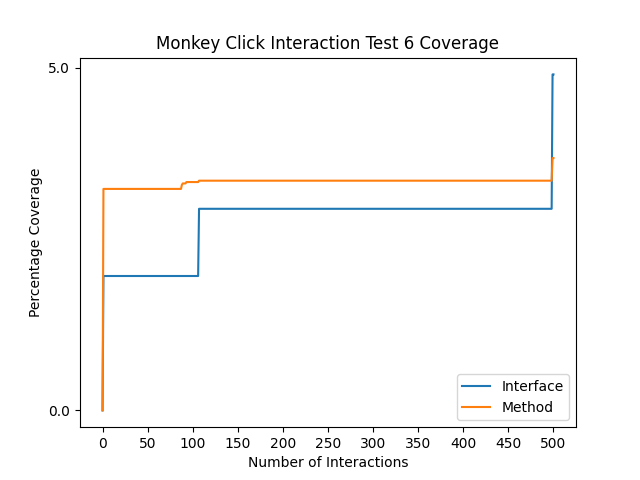 Monkey Click Interaction Test 6 Coverage
5.0
Percentage Coverage
0.0
Interface
Method
0 50 100 150 200 250 300 350 400 450 500
Number of Interactions